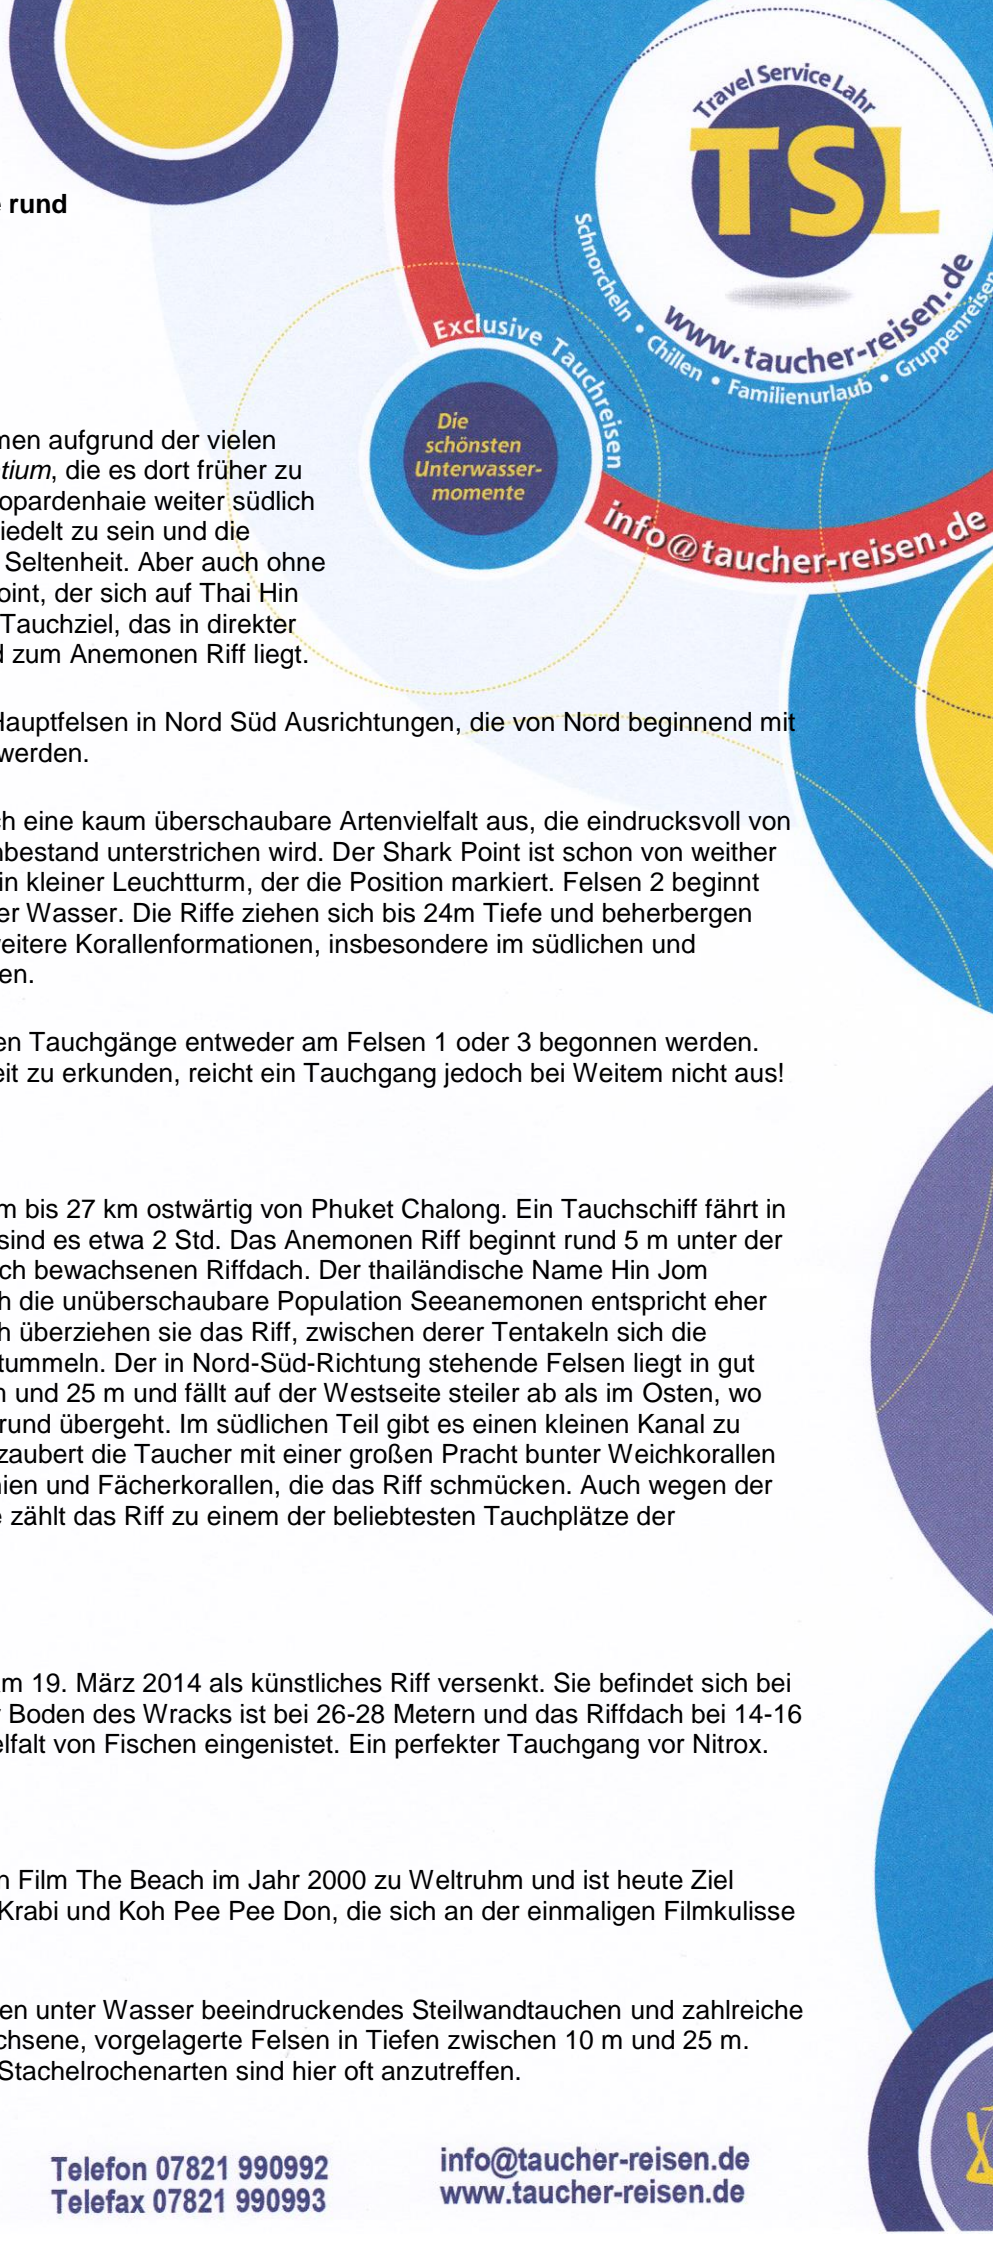 Travel Service Lahr
TSL
www.taucher-reisen.de
Schnorcheln • Chillen • Familienurlaub • Gruppenreisen
Exclusive Tauchreisen
Die
schönsten
Unterwasser-
momente
info@taucher-reisen.de
rund
men aufgrund der vielen
tium, die es dort früher zu
opardenhaie weiter südlich
iedelt zu sein und die
Seltenheit. Aber auch ohne
oint, der sich auf Thai Hin
Tauchziel, das in direkter
d zum Anemonen Riff liegt.
Hauptfelsen in Nord Süd Ausrichtungen, die von Nord beginnend mit
werden.
ch eine kaum überschaubare Artenvielfalt aus, die eindrucksvoll von
nbestand unterstrichen wird. Der Shark Point ist schon von weither
in kleiner Leuchtturm, der die Position markiert. Felsen 2 beginnt
er Wasser. Die Riffe ziehen sich bis 24m Tiefe und beherbergen
weitere Korallenformationen, insbesondere im südlichen und
en.
en Tauchgänge entweder am Felsen 1 oder 3 begonnen werden.
eit zu erkunden, reicht ein Tauchgang jedoch bei Weitem nicht aus!
m bis 27 km ostwärtig von Phuket Chalong. Ein Tauchschiff fährt in
sind es etwa 2 Std. Das Anemonen Riff beginnt rund 5 m unter der
ch bewachsenen Riffdach. Der thailändische Name Hin Jom
h die unüberschaubare Population Seeanemonen entspricht eher
h überziehen sie das Riff, zwischen derer Tentakeln sich die
tummeln. Der in Nord-Süd-Richtung stehende Felsen liegt in gut
n und 25 m und fällt auf der Westseite steiler ab als im Osten, wo
rund übergeht. Im südlichen Teil gibt es einen kleinen Kanal zu
zaubert die Taucher mit einer großen Pracht bunter Weichkorallen
nien und Fächerkorallen, die das Riff schmücken. Auch wegen der
e zählt das Riff zu einem der beliebtesten Tauchplätze der
m 19. März 2014 als künstliches Riff versenkt. Sie befindet sich bei
r Boden des Wracks ist bei 26-28 Metern und das Riffdach bei 14-16
elfalt von Fischen eingenistet. Ein perfekter Tauchgang vor Nitrox.
n Film The Beach im Jahr 2000 zu Weltruhm und ist heute Ziel
Krabi und Koh Pee Pee Don, die sich an der einmaligen Filmkulisse
en unter Wasser beeindruckendes Steilwandtauchen und zahlreiche
chsene, vorgelagerte Felsen in Tiefen zwischen 10 m und 25 m.
Stachelrochenarten sind hier oft anzutreffen.
Telefon 07821 990992
Telefax 07821 990993
info@taucher-reisen.de
www.taucher-reisen.de